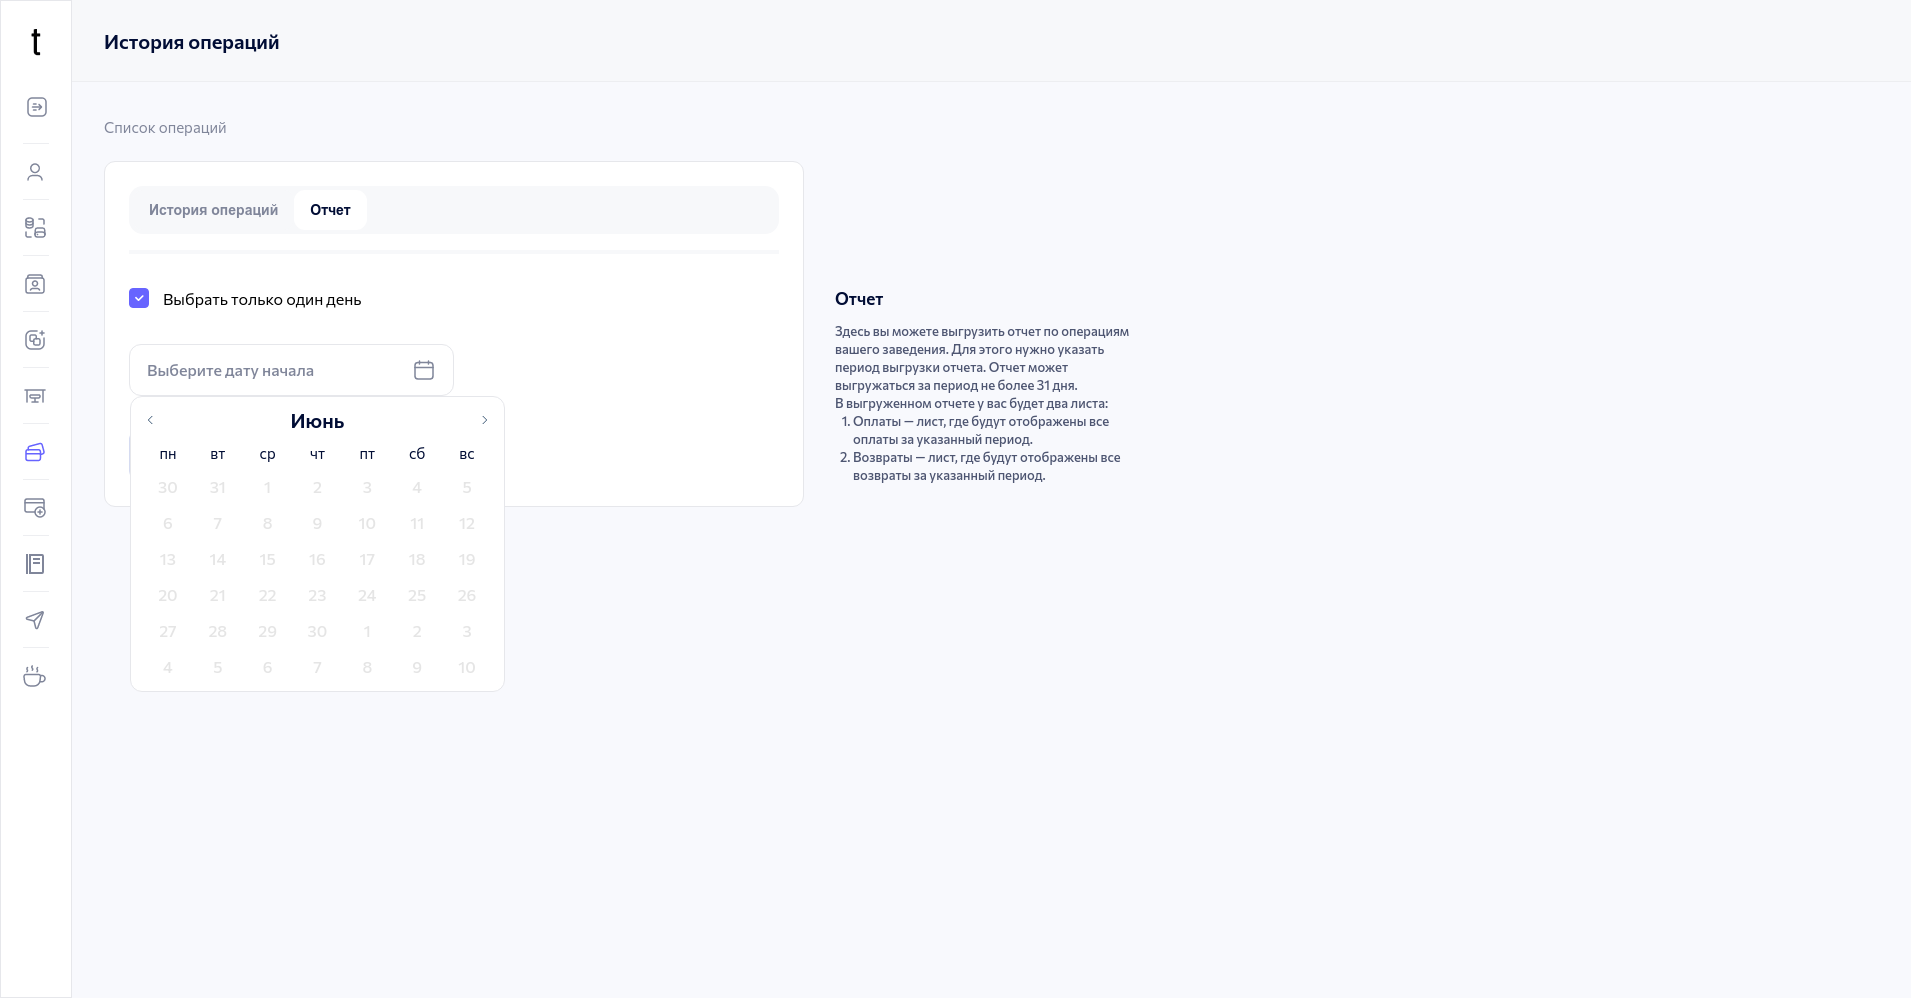 t
История операций
Список операций
История операций Отчет
Выбрать только один день
Выберите дату начала
Июнь
пн вт ср чт пт сб вс
30 31 1 2 3 4 5
6 7 8 9 10 11 12
13 14 15 16 17 18 19
20 21 22 23 24 25 26
27 28 29 30 1 2 3
4 5 6 7 8 9 10
Отчет
Здесь вы можете выгрузить отчет по операциям
вашего заведения. Для этого нужно указать
период выгрузки отчета. Отчет может
выгружаться за период не более 31 дня.
В выгруженном отчете у вас будет два листа:
1. Оплаты — лист, где будут отображены все
оплаты за указанный период.
2. Возвраты — лист, где будут отображены все
возвраты за указанный период.